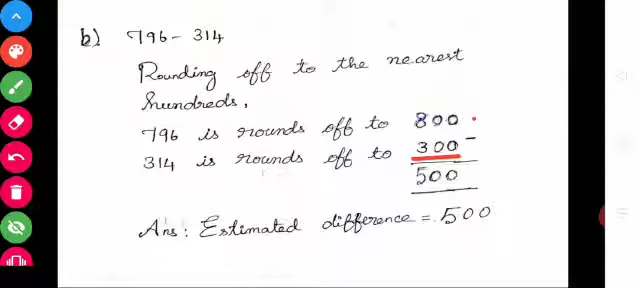 b) 796 - 314
Rounding off to the nearest
hundreds,
796 is rounds off to 800
314 is rounds off to 300 -
500
Ans: Estimated difference = 500